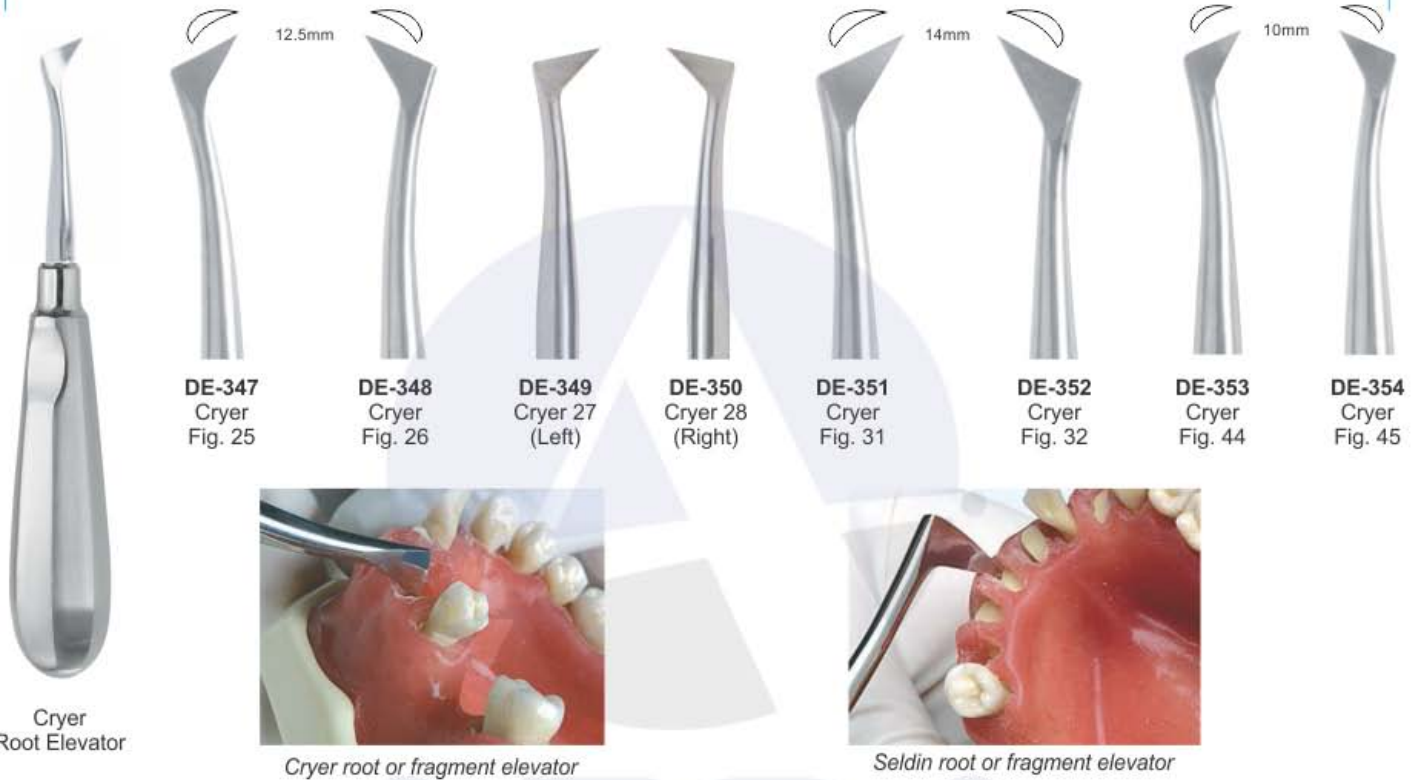 12.5mm
14mm
10mm
DE-347
Cryer
Fig. 25
DE-348
Cryer
Fig. 26
DE-349
Cryer 27
(Left)
DE-350
Cryer 28
(Right)
DE-351
Cryer
Fig. 31
DE-352
Cryer
Fig. 32
DE-353
Cryer
Fig. 44
DE-354
Cryer
Fig. 45
Cryer
Root Elevator
Cryer root or fragment elevator
Seldin root or fragment elevator